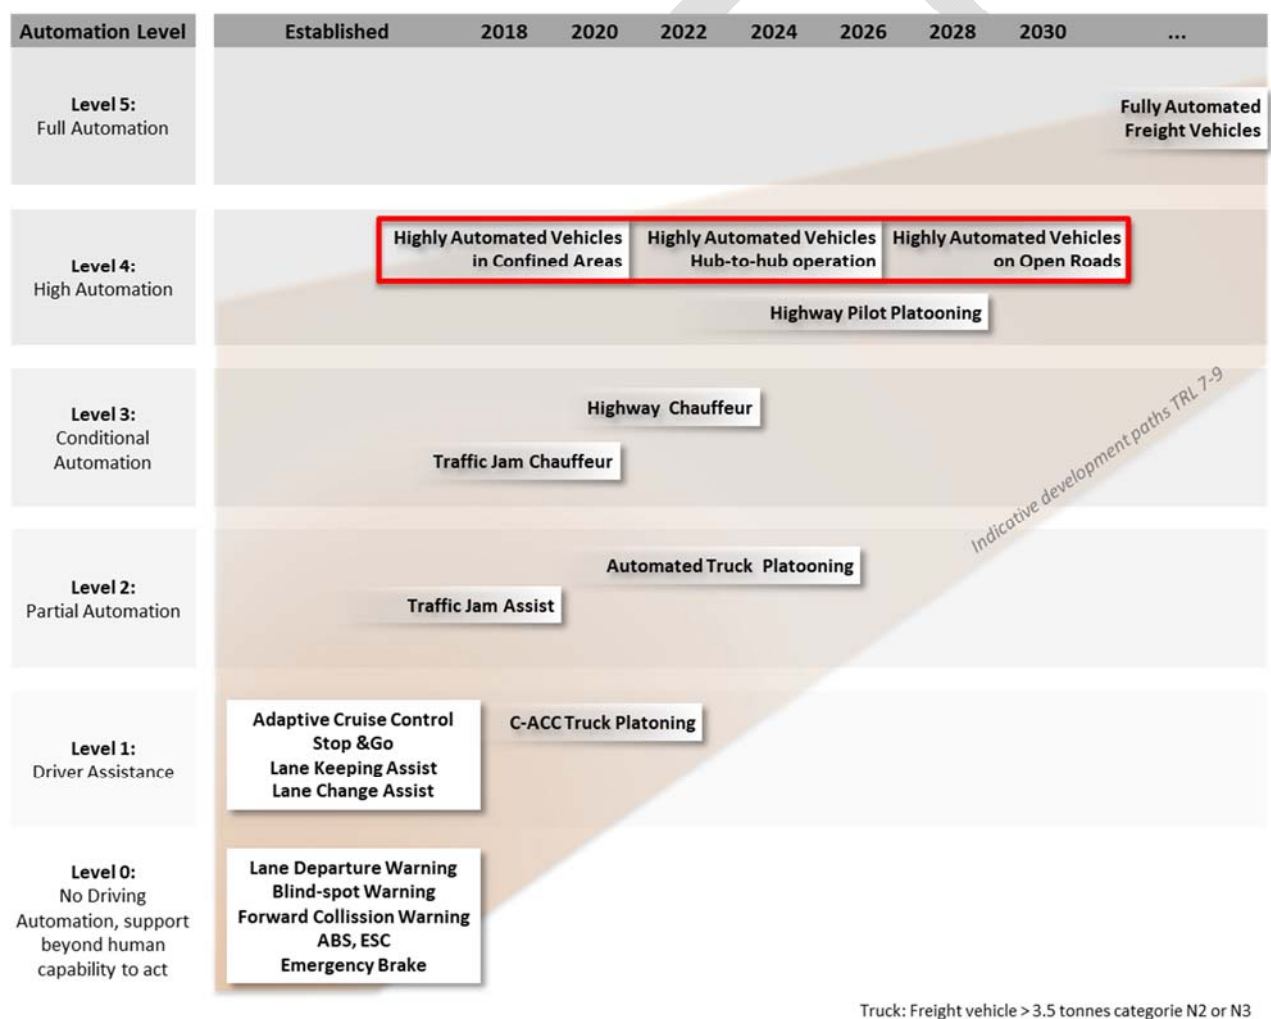 Automation Level Established 2018 2020 2022 2024 2026 2028 2030 ...
Level 5:
Full Automation
Fully Automated
Freight Vehicles
Level 4:
High Automation
Highly Automated Vehicles
in Confined Areas
Highly Automated Vehicles
Hub-to-hub operation
Highly Automated Vehicles
on Open Roads
Highway Pilot Platooning
Level 3:
Conditional
Automation
Highway Chauffeur
Traffic Jam Chauffeur
Indicative development paths TRL 7-9
Level 2:
Partial Automation
Automated Truck Platooning
Traffic Jam Assist
Level 1:
Driver Assistance
Adaptive Cruise Control
Stop &Go
Lane Keeping Assist
Lane Change Assist
C-ACC Truck Platoning
Level 0:
No Driving
Automation, support
beyond human
capability to act
Lane Departure Warning
Blind-spot Warning
Forward Collission Warning
ABS, ESC
Emergency Brake
Truck: Freight vehicle > 3.5 tonnes categorie N2 or N3